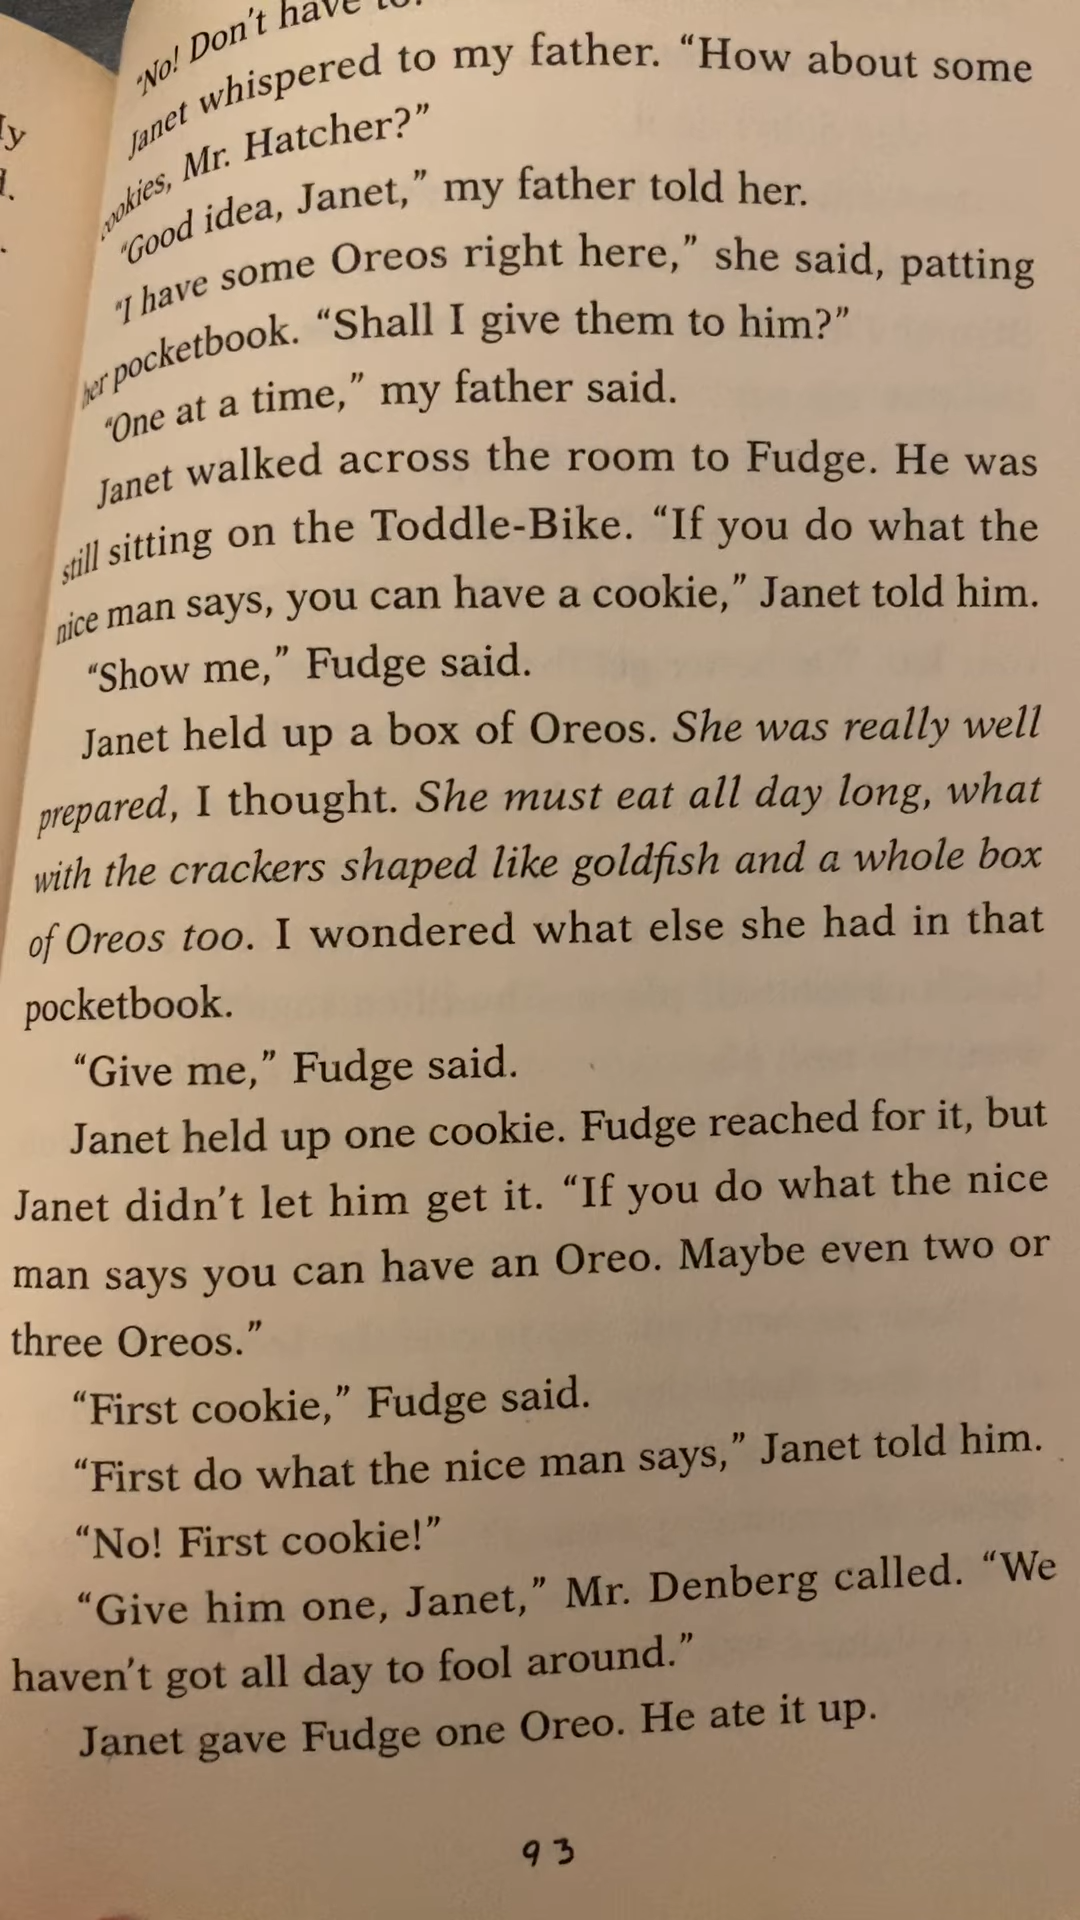 "No! Don't have to!
Janet whispered to my father. "How about some
cookies, Mr. Hatcher?"
"Good idea, Janet," my father told her.
"I have some Oreos right here," she said, patting
her pocketbook. "Shall I give them to him?"
"One at a time," my father said.
Janet walked across the room to Fudge. He was
still sitting on the Toddle-Bike. "If you do what the
nice man says, you can have a cookie," Janet told him.
"Show me," Fudge said.
Janet held up a box of Oreos. She was really well
prepared, I thought. She must eat all day long, what
with the crackers shaped like goldfish and a whole box
of Oreos too. I wondered what else she had in that
pocketbook.
"Give me," Fudge said.
Janet held up one cookie. Fudge reached for it, but
Janet didn't let him get it. "If you do what the nice
man says you can have an Oreo. Maybe even two or
three Oreos."
"First cookie," Fudge said.
"First do what the nice man says," Janet told him.
"No! First cookie!"
"Give him one, Janet," Mr. Denberg called. "We
haven't got all day to fool around."
Janet gave Fudge one Oreo. He ate it up.
93